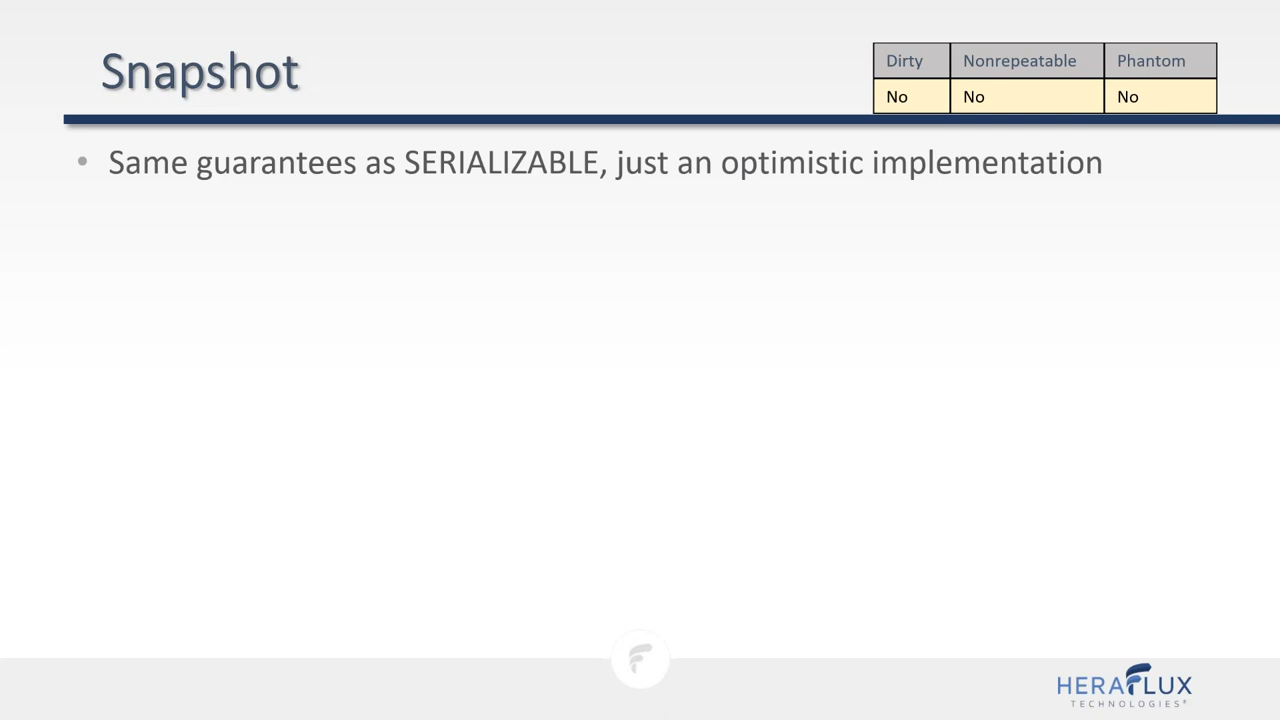 Snapshot
Dirty Nonrepeatable Phantom
No No No
• Same guarantees as SERIALIZABLE, just an optimistic implementation
HERAFLUX
TECHNOLOGIES®